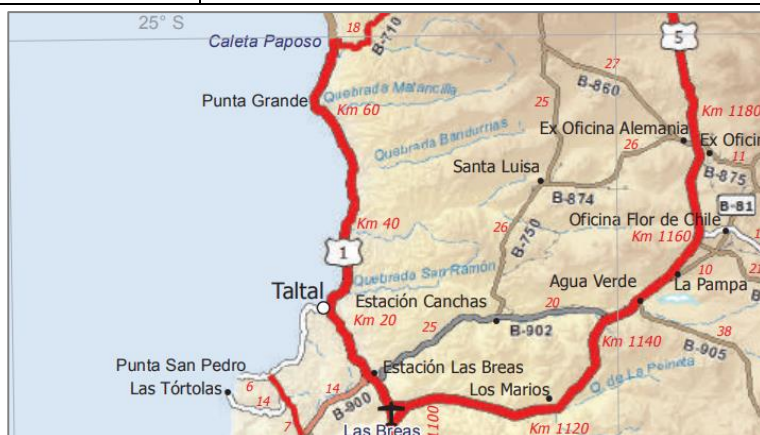 25° S
Caleta Paposo
18
B-710
5
27
B-860
Punta Grande
Quebrada Matancilla
Km 60
25
Km 1180
Ex Oficina Alemania
Quebrada Bandurrias
26
11
B-875
Santa Luisa
B-874
B-81
Oficina Flor de Chile
Km 40
26
B-750
Km 1160
1
Quebrada San Ramón
10
21
Agua Verde
La Pampa
Taltal
Estación Canchas
20
Km 20
25
B-902
Km 1140
38
B-905
Punta San Pedro
Estación Las Breas
Q. de La Peineta
Las Tórtolas
6
14
14
Los Marios
B-900
7
1100
Km 1120
Las Breas